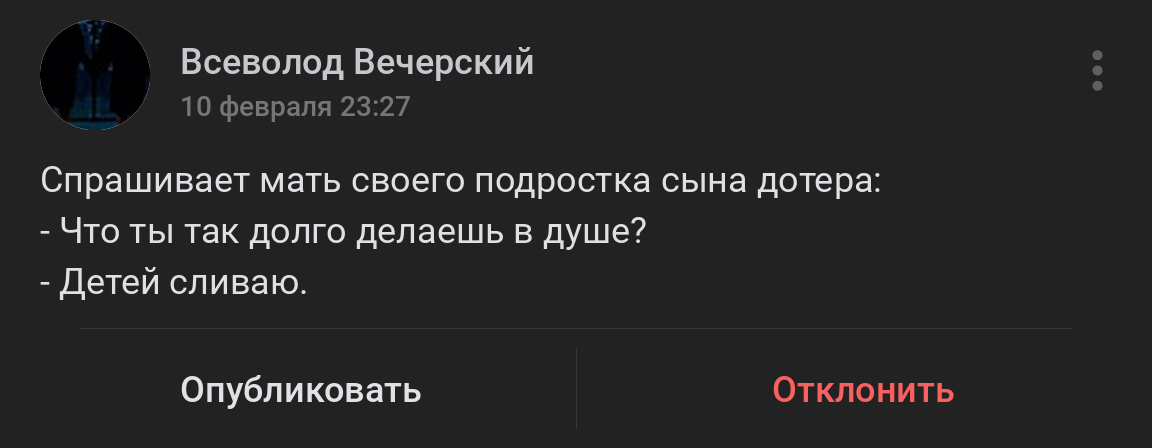 Всеволод Вечерский
10 февраля 23:27
Спрашивает мать своего подростка сына дотера:
- Что ты так долго делаешь в душе?
- Детей сливаю.
Опубликовать
Отклонить